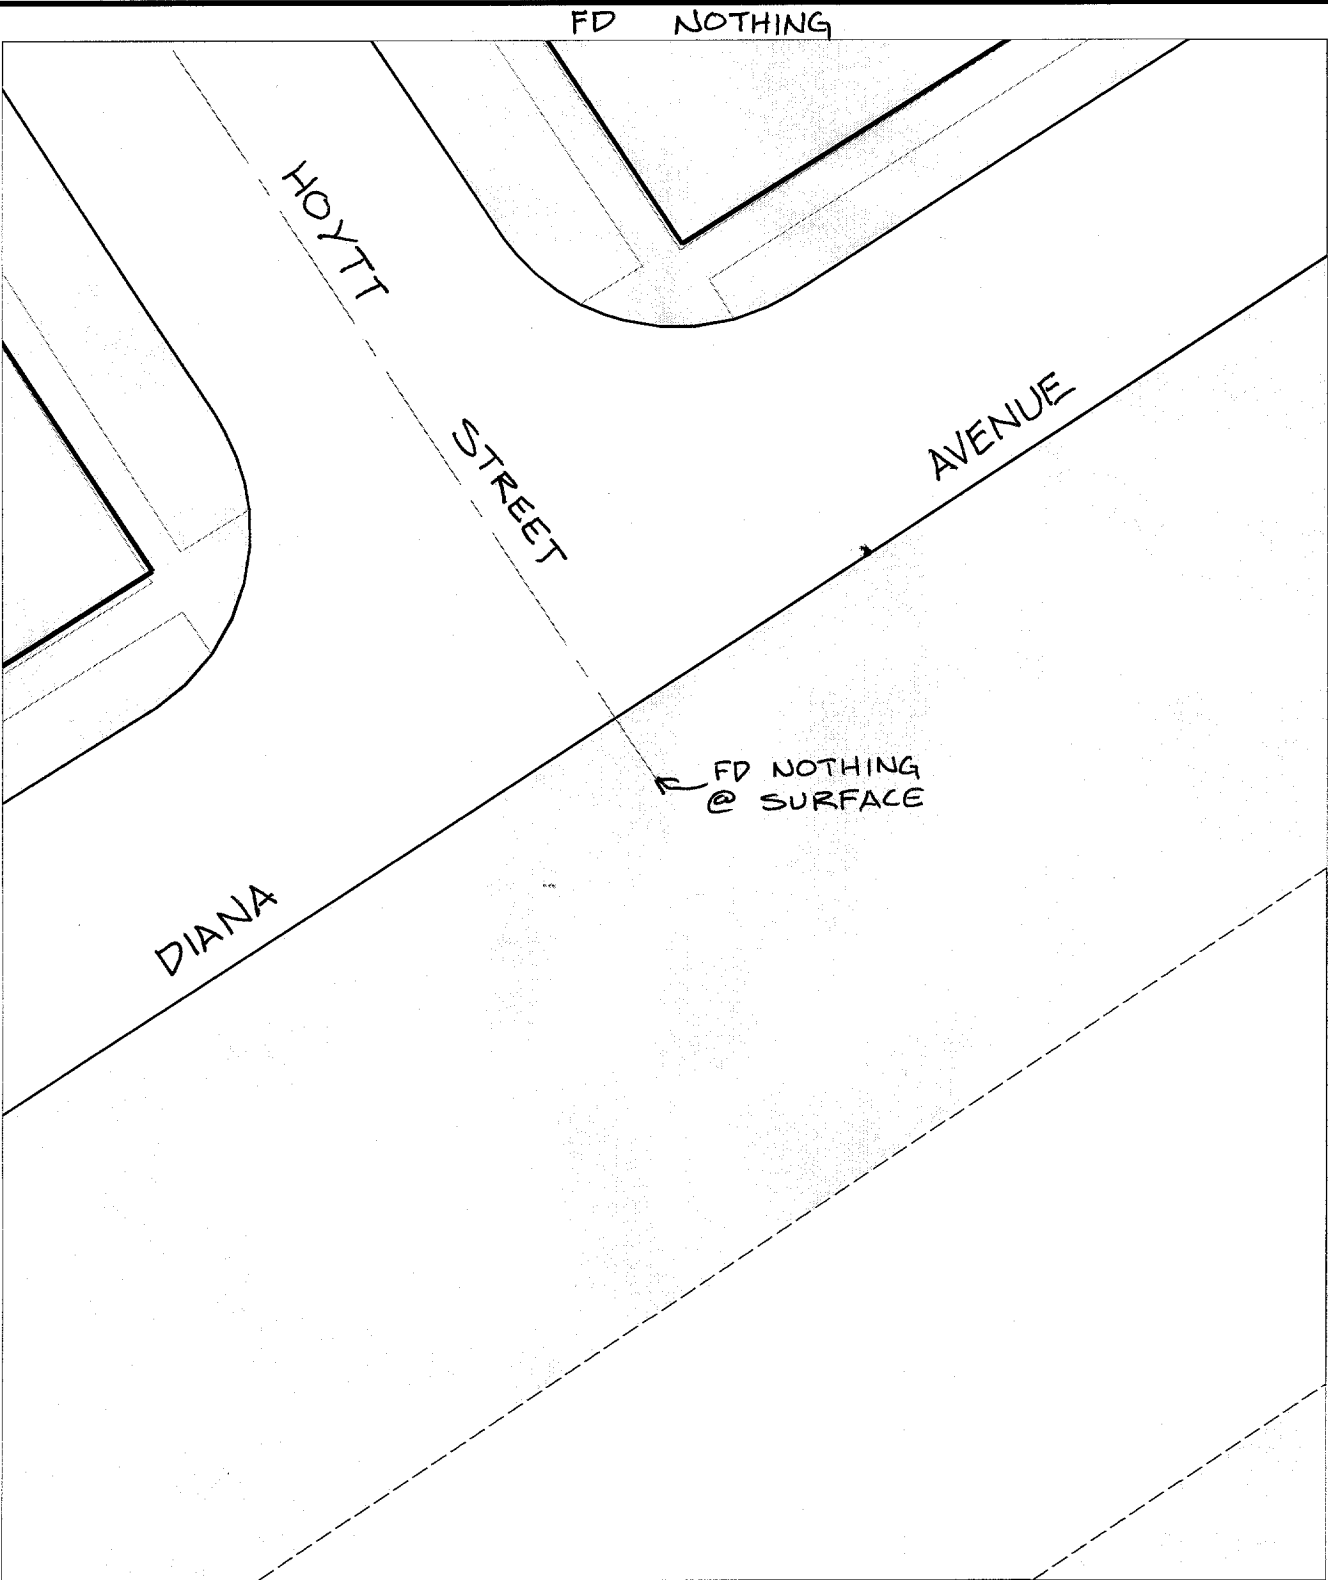 FD NOTHING
HOYTT
STREET
AVENUE
FD NOTHING
@ SURFACE
DIANA